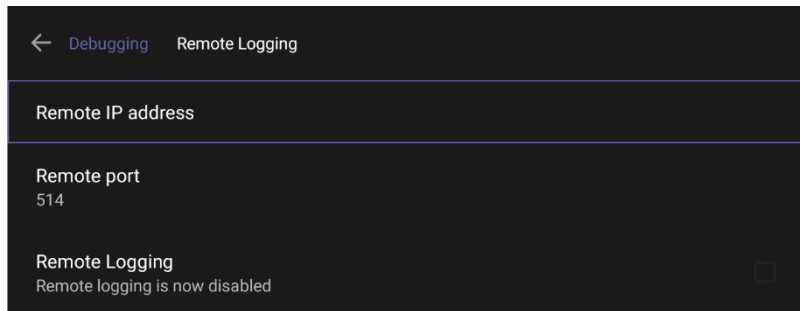 Debugging Remote Logging
Remote IP address
Remote port
514
Remote Logging
Remote logging is now disabled